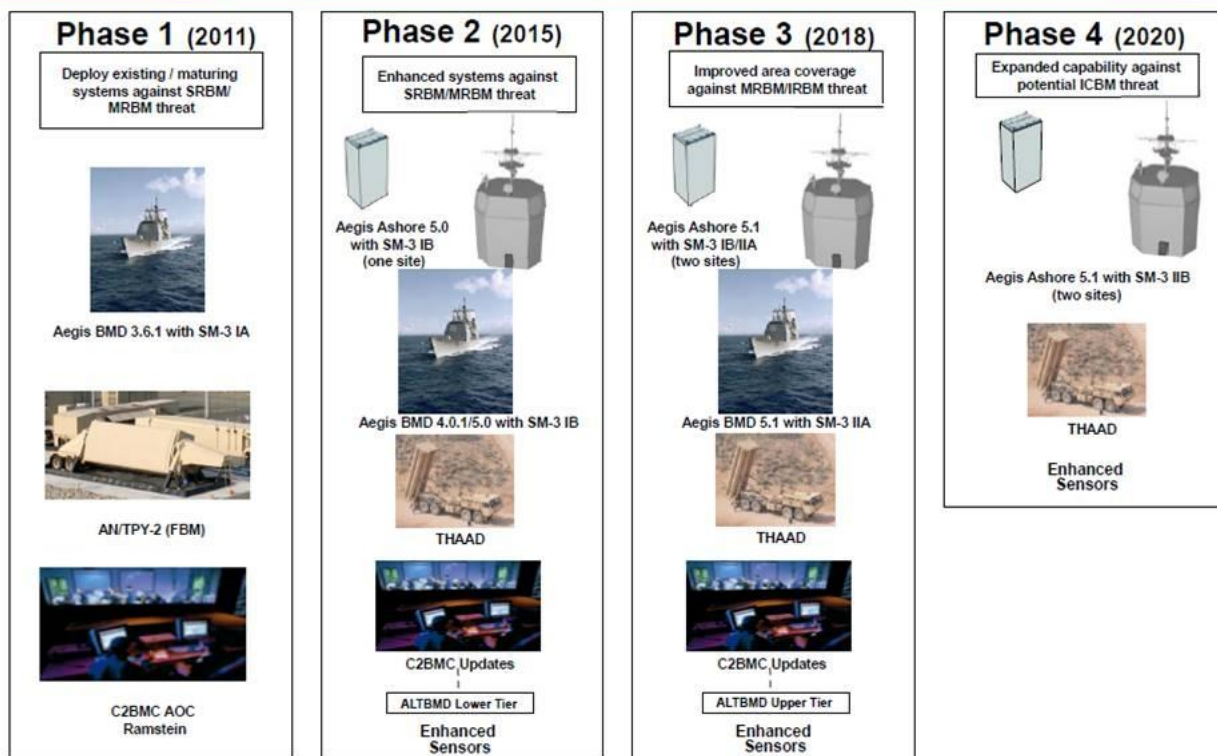 Phase 1 (2011)
Deploy existing / maturing
systems against SRBM/
MRBM threat
Aegis BMD 3.6.1 with SM-3 IA
AN/TPY-2 (FBM)
C2BMC AOC
Ramstein
Phase 2 (2015)
Enhanced systems against
SRBM/MRBM threat
Aegis Ashore 5.0
with SM-3 IB
(one site)
Aegis BMD 4.0.1/5.0 with SM-3 IB
THAAD
C2BMC Updates
ALTBMD Lower Tier
Enhanced
Sensors
Phase 3 (2018)
Improved area coverage
against MRBM/IRBM threat
Aegis Ashore 5.1
with SM-3 IB/IIA
(two sites)
Aegis BMD 5.1 with SM-3 IIA
THAAD
C2BMC Updates
ALTBMD Upper Tier
Enhanced
Sensors
Phase 4 (2020)
Expanded capability against
potential ICBM threat
Aegis Ashore 5.1 with SM-3 IIB
(two sites)
THAAD
Enhanced
Sensors